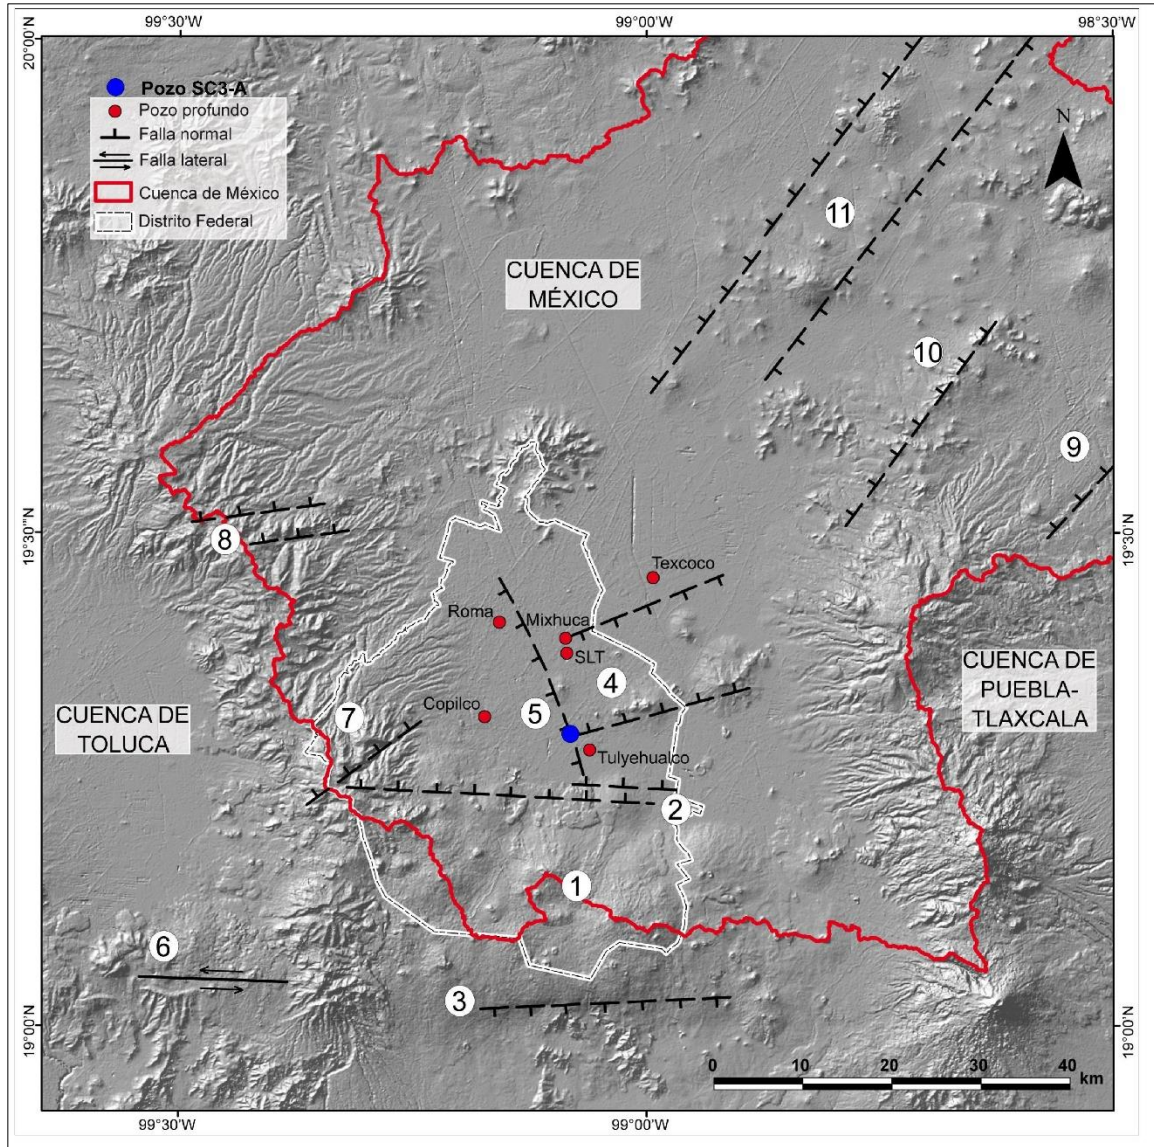 99°30'W
99°00'W
98°30'W
20°00'N
Pozo SC3-A
Pozo profundo
Falla normal
Falla lateral
Cuenca de México
Distrito Federal
N
11
CUENCA DE
MÉXICO
10
9
8
19°30'"N
19°30'N
Texcoco
Roma
Mixhuca
SLT
4
CUENCA DE
PUEBLA-
TLAXCALA
CUENCA DE
TOLUCA
7
Copilco
5
Tulyehualco
2
1
6
3
19°00'N
19°00'N
0
10
20
30
40
km
99°30'W
99°00'W